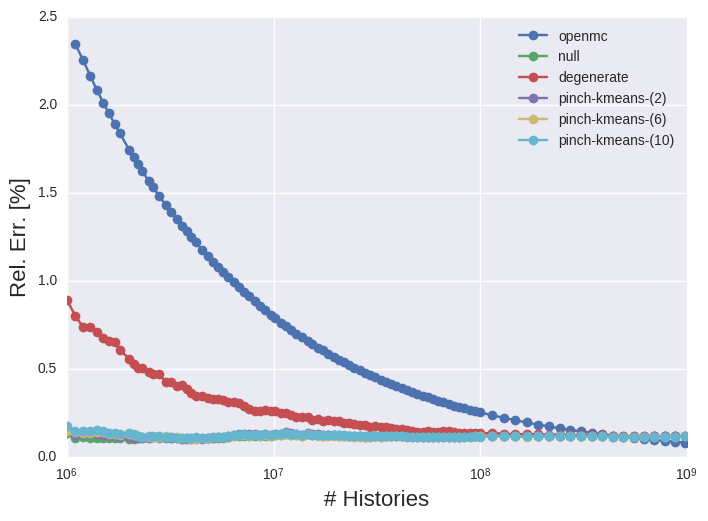 2.5
2.0
1.5
1.0
0.5
0.0
Rel. Err. [%]
openmc
null
degenerate
pinch-kmeans-(2)
pinch-kmeans-(6)
pinch-kmeans-(10)
10⁶ 10⁷ 10⁸ 10⁹
# Histories